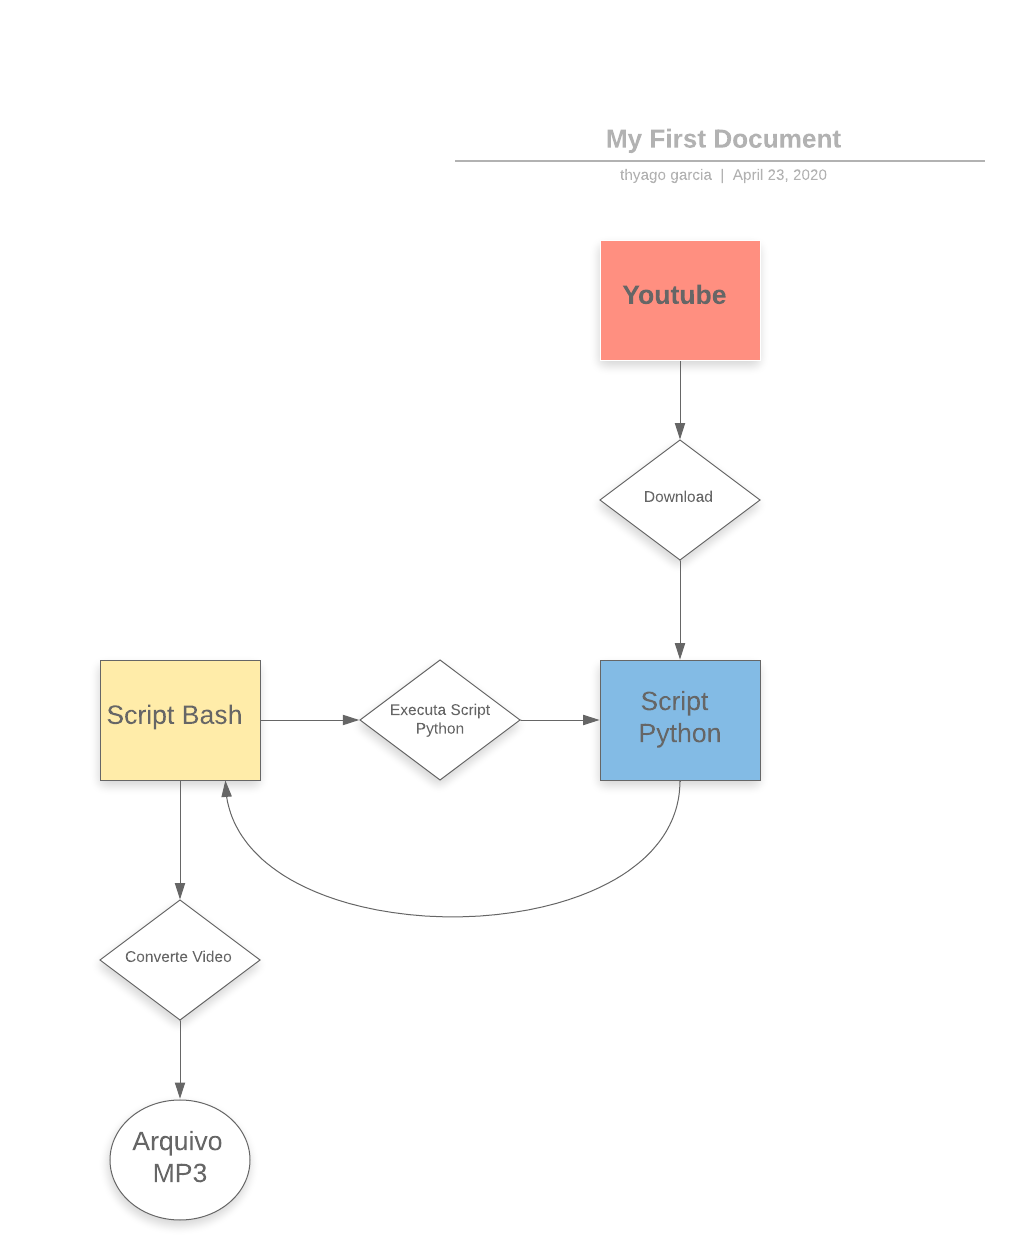 My First Document
thyago garcia | April 23, 2020
Youtube
Download
Script Bash
Executa Script
Python
Script
Python
Converte Video
Arquivo
MP3